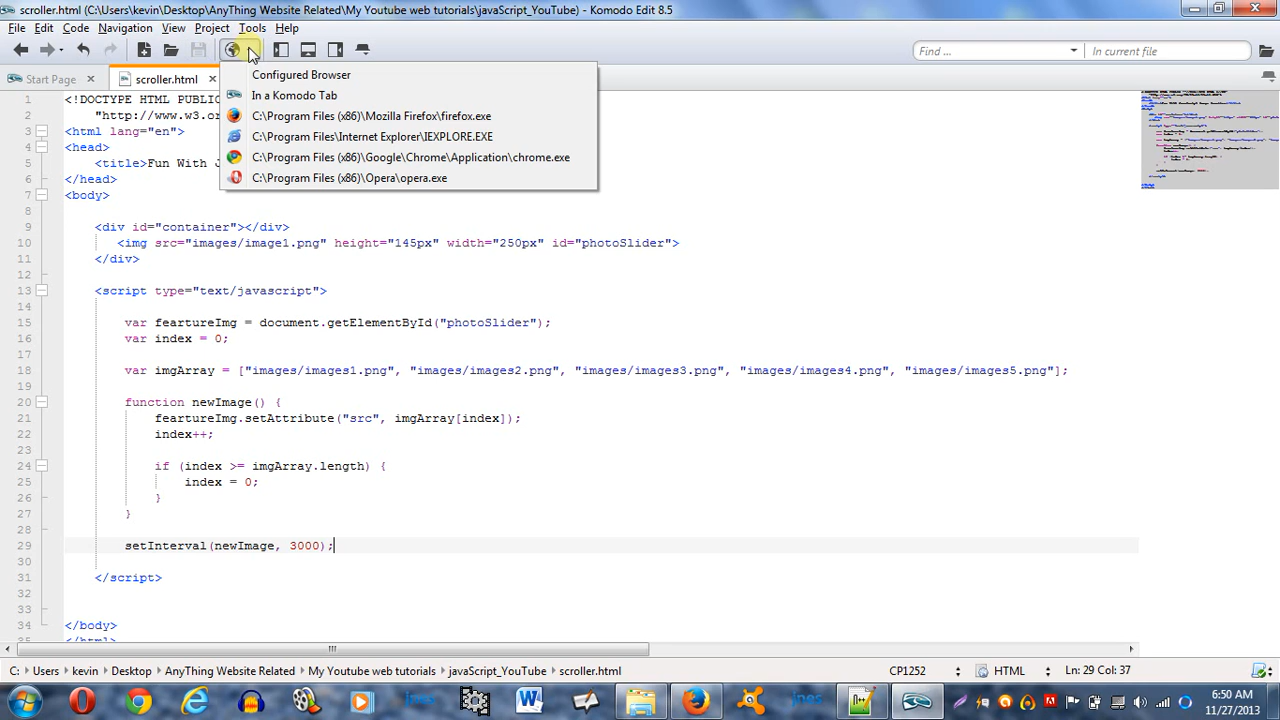 scroller.html (C:\Users\kevin\Desktop\AnyThing Website Related\My Youtube web tutorials\javaScript_YouTube) - Komodo Edit 8.5
File Edit Code Navigation View Project Tools Help
Find ... In current file...
Start Page scroller.html
Configured Browser
In a Komodo Tab
C:\Program Files (x86)\Mozilla Firefox\firefox.exe
C:\Program Files\Internet Explorer\IEXPLORE.EXE
C:\Program Files (x86)\Google\Chrome\Application\chrome.exe
C:\Program Files (x86)\Opera\opera.exe
1 <!DOCTYPE HTML PUBLIC
2 "http://www.w3.or
3 <html lang="en">
4 <head>
5 <title>Fun With J
6 </head>
7 <body>
8
9 <div id="container"></div>
10 <img src="images/image1.png" height="145px" width="250px" id="photoSlider">
11 </div>
12
13 <script type="text/javascript">
14
15 var feartureImg = document.getElementById("photoSlider");
16 var index = 0;
17
18 var imgArray = ["images/images1.png", "images/images2.png", "images/images3.png", "images/images4.png", "images/images5.png"];
19
20 function newImage() {
21 feartureImg.setAttribute("src", imgArray[index]);
22 index++;
23
24 if (index >= imgArray.length) {
25 index = 0;
26 }
27 }
28
29 setInterval(newImage, 3000);
30
31 </script>
32
33
34 </body>
35 </html>
C: Users kevin Desktop AnyThing Website Related My Youtube web tutorials javaScript_YouTube scroller.html CP1252 HTML Ln: 29 Col: 37
6:50 AM
11/27/2013